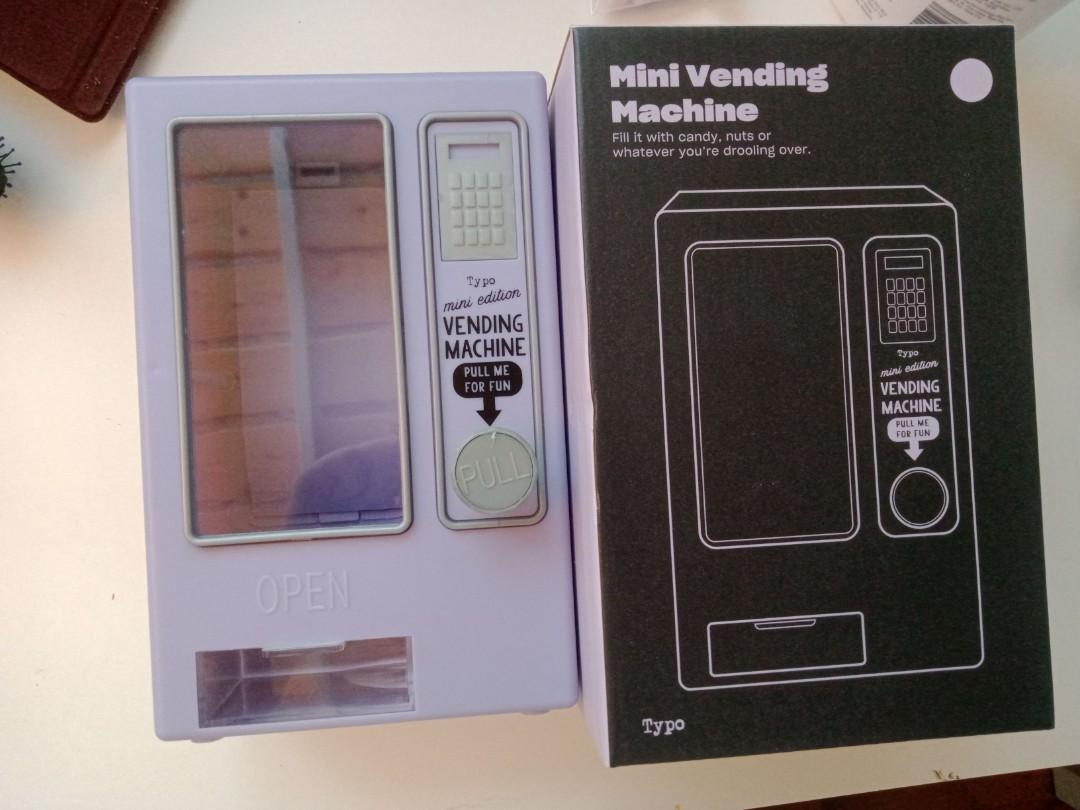 Typo
mini edition
VENDING
MACHINE
PULL ME
FOR FUN
PULL
OPEN
Mini Vending
Machine
Fill it with candy, nuts or
whatever you're drooling over.
Typo
mini edition
VENDING
MACHINE
PULL ME
FOR FUN
Typo